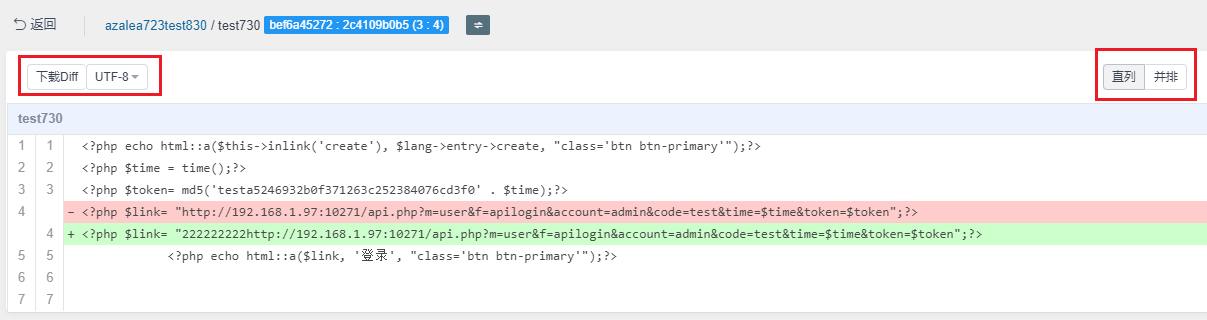 返回 azalea723test830 / test730 bef6a45272 : 2c4109b0b5 (3 : 4)
下载Diff UTF-8 直列 并排
test730
1 1 <?php echo html::a($this->inlink('create'), $lang->entry->create, "class='btn btn-primary'");?>
2 2 <?php $time = time();?>
3 3 <?php $token= md5('testa5246932b0f371263c252384076cd3f0' . $time);?>
4 - <?php $link= "http://192.168.1.97:10271/api.php?m=user&f=apilogin&account=admin&code=test&time=$time&token=$token";?>
4 + <?php $link= "222222222http://192.168.1.97:10271/api.php?m=user&f=apilogin&account=admin&code=test&time=$time&token=$token";?>
5 5 <?php echo html::a($link, '登录', "class='btn btn-primary'");?>
6 6
7 7